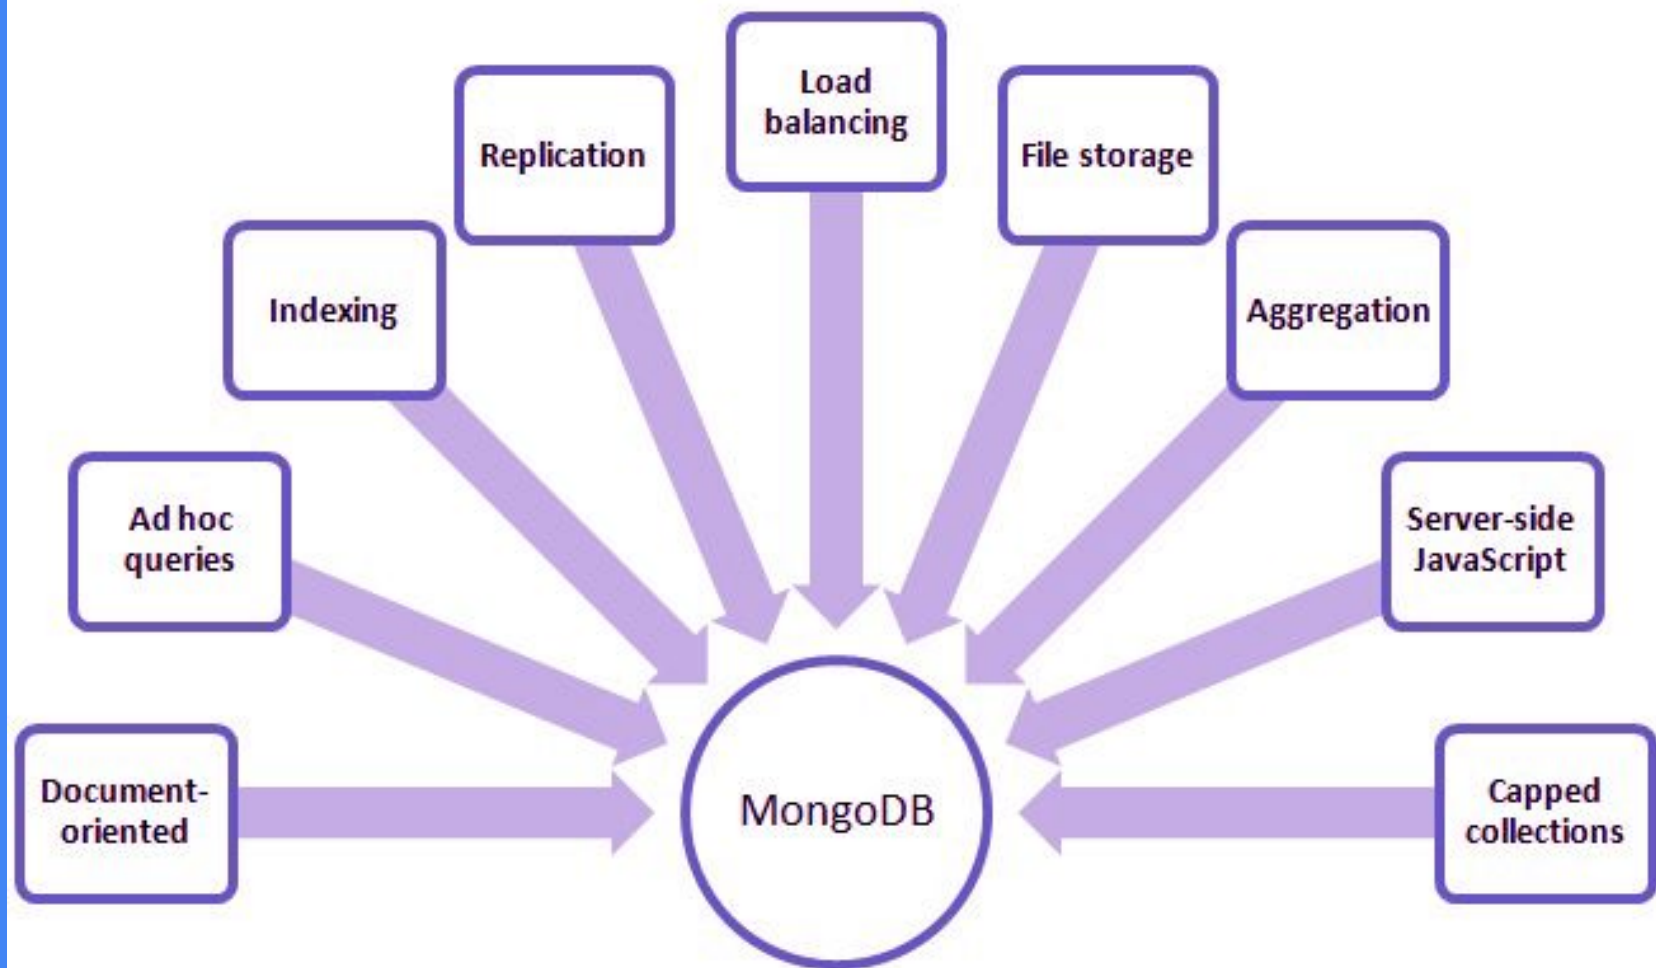 Load
balancing
Replication
File storage
Indexing
Aggregation
Ad hoc
queries
Server-side
JavaScript
Document-
oriented
MongoDB
Capped
collections